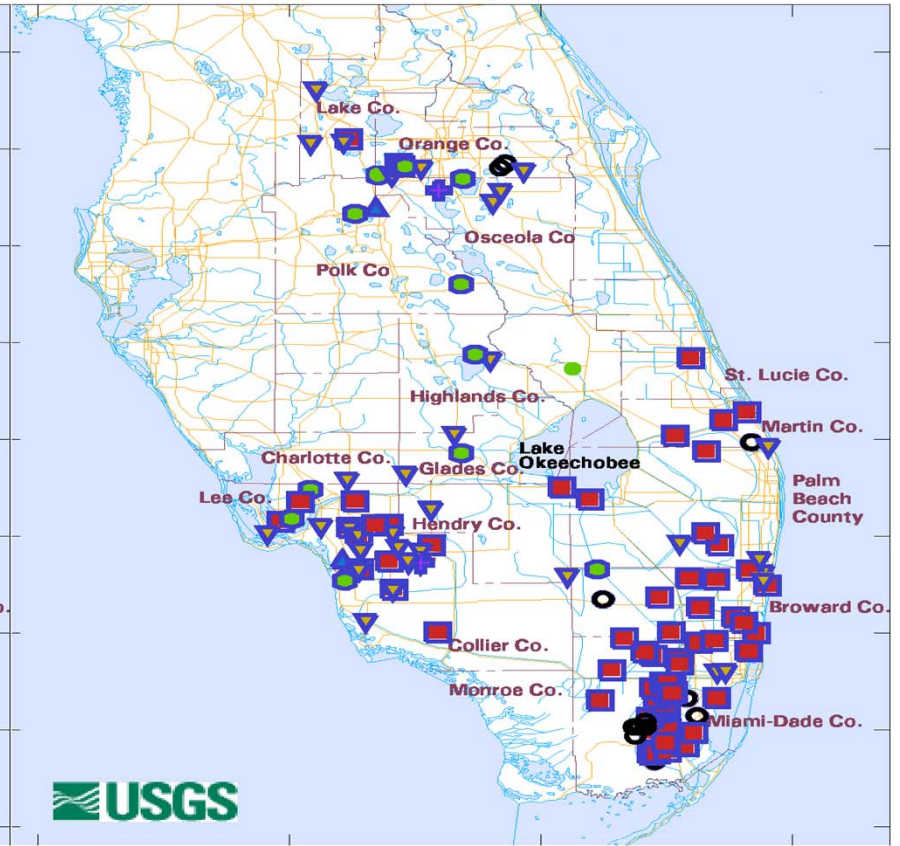 Lake Co.
Orange Co.
Osceola Co
Polk Co
St. Lucie Co.
Highlands Co.
Martin Co.
Lake
Okeechobee
Charlotte Co.
Glades Co.
Palm
Beach
County
Lee Co.
Hendry Co.
o.
Broward Co.
Collier Co.
Monroe Co.
Miami-Dade Co.
USGS